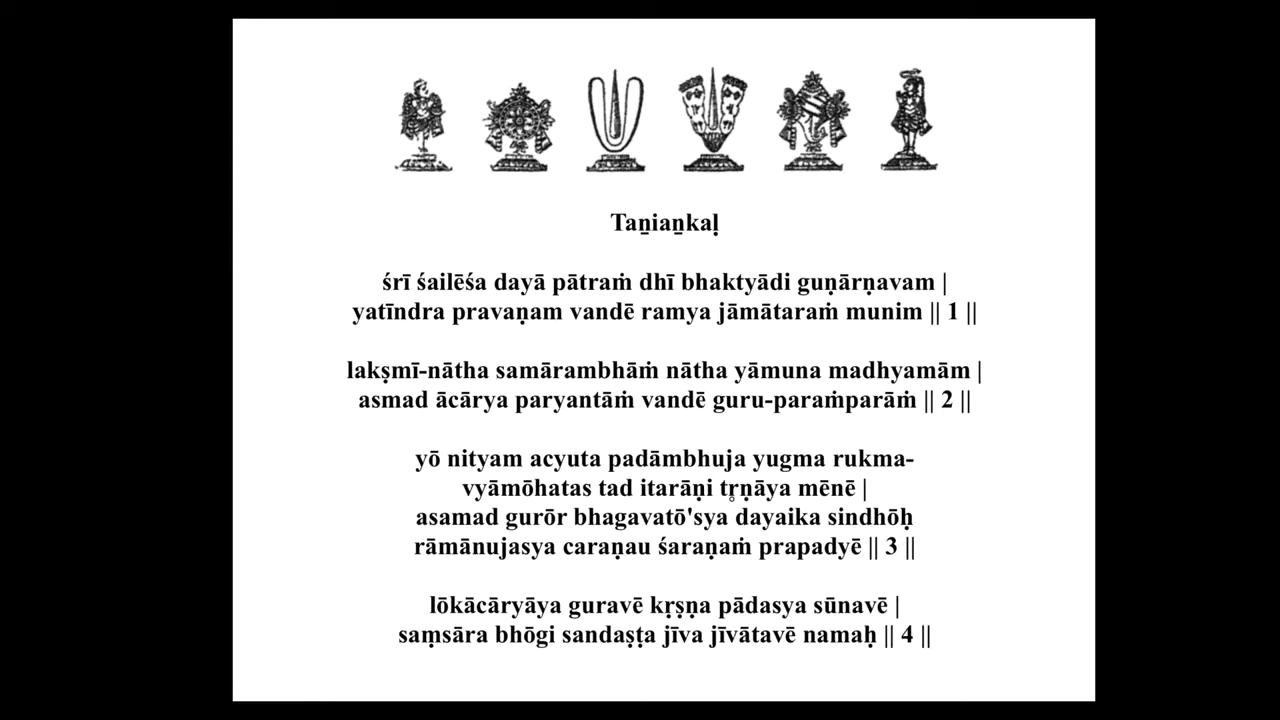 Taṉiaṉkaḷ
śrī śailēśa dayā pātraṁ dhī bhaktyādi guṇārṇavam |
yatīndra pravaṇam vandē ramya jāmātaraṁ munim || 1 ||
lakṣmī-nātha samārambhāṁ nātha yāmuna madhyamām |
asmad ācārya paryantāṁ vandē guru-paraṁparāṁ || 2 ||
yō nityam acyuta padāmbhuja yugma rukma-
vyāmōhatas tad itarāṇi tr̥ṇāya mēnē |
asamad gurōr bhagavatō'sya dayaika sindhōḥ
rāmānujasya caraṇau śaraṇaṁ prapadyē || 3 ||
lōkācāryāya guravē kṛṣṇa pādasya sūnavē |
saṃsāra bhōgi sandaṣṭa jīva jīvātavē namaḥ || 4 ||